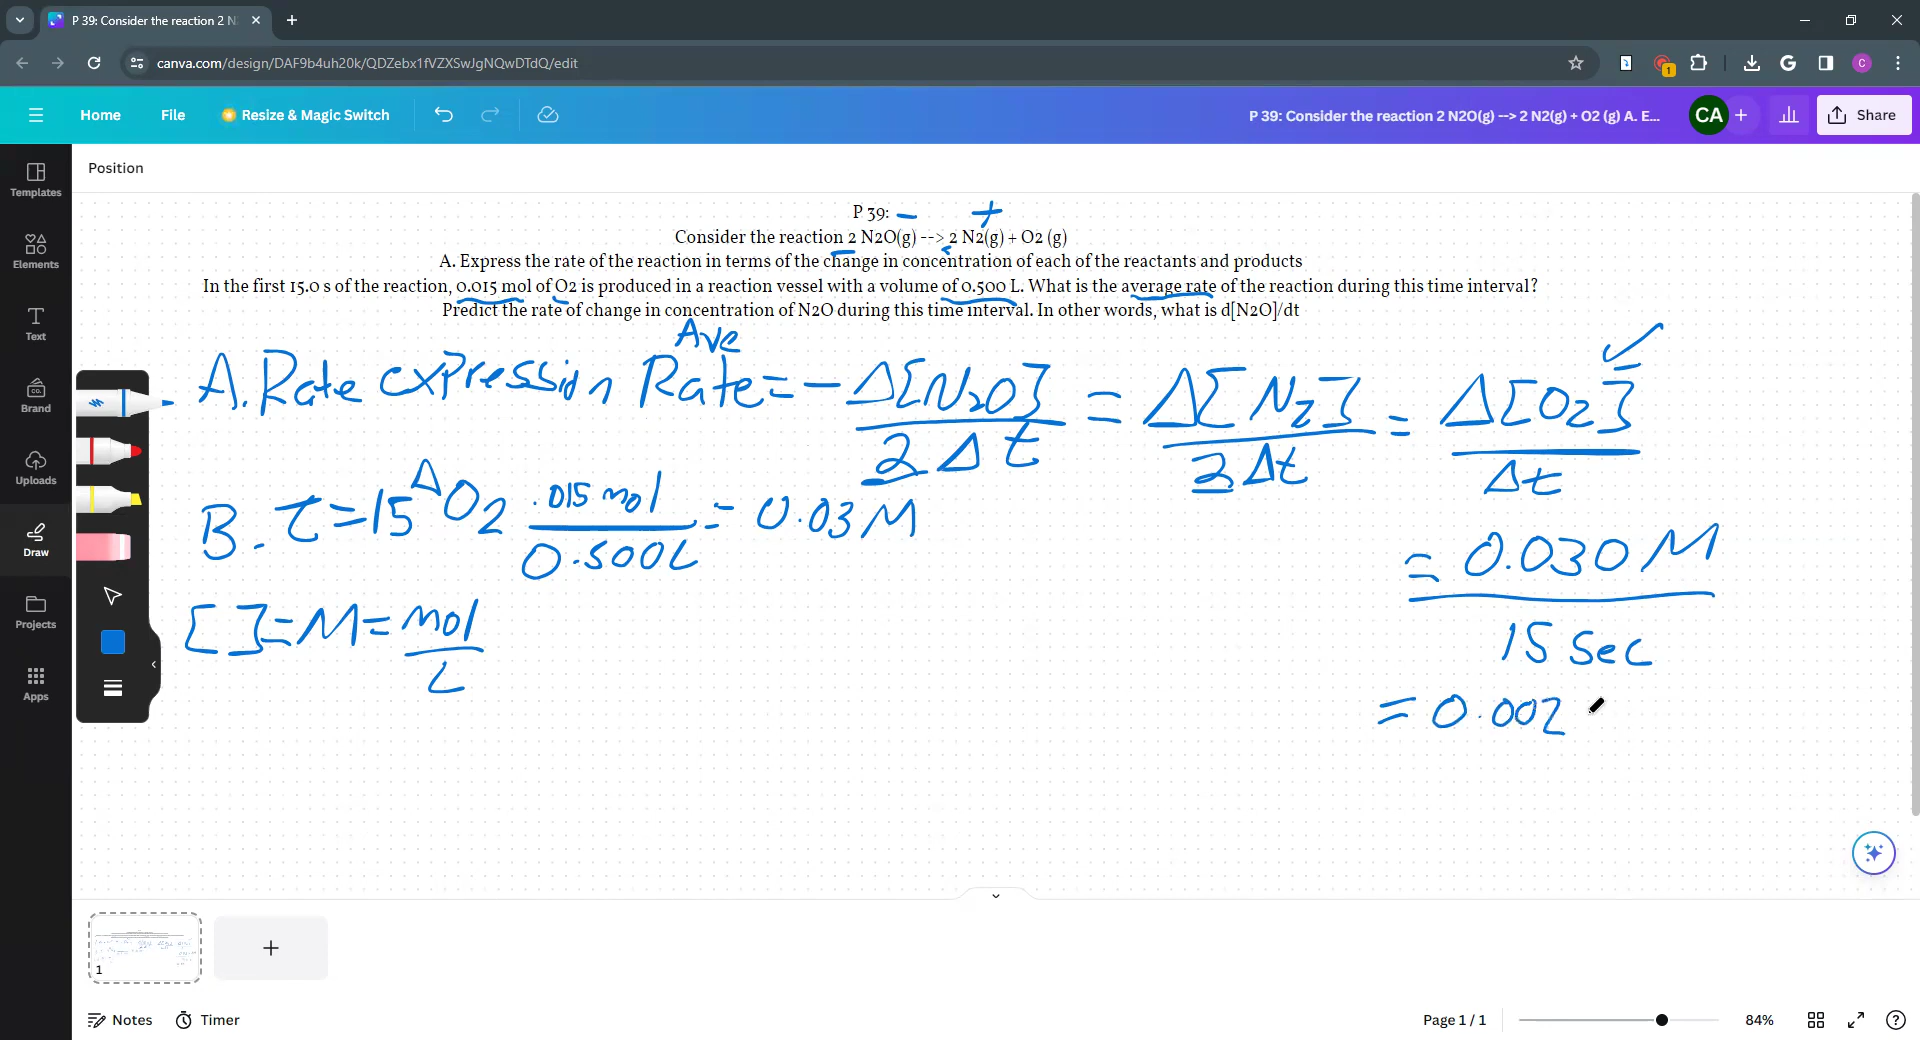 P 39: Consider the reaction 2 N
canva.com/design/DAF9b4uh20k/QDZebx1fVZXSwJgNQwDTdQ/edit
1
C
Home
File
Resize & Magic Switch
P 39: Consider the reaction 2 N2O(g) --> 2 N2(g) + O2 (g) A. E...
CA
+
Share
Templates
Elements
Text
Brand
Uploads
Draw
Projects
Apps
Position
P 39: − +
Consider the reaction 2 N2O(g) --> 2 N2(g) + O2 (g)
A. Express the rate of the reaction in terms of the change in concentration of each of the reactants and products
In the first 15.0 s of the reaction, 0.015 mol of O2 is produced in a reaction vessel with a volume of 0.500 L. What is the average rate of the reaction during this time interval?
Predict the rate of change in concentration of N2O during this time interval. In other words, what is d[N2O]/dt
Ave
A. Rate expression Rate = − Δ[N2O] / 2 Δt = Δ[N2] / 2 Δt = Δ[O2] / Δt
B. t = 15 Δ O2 .015 mol / 0.500L = 0.03 M
= 0.030 M / 15 sec
[ ] = M = mol / L
= 0.002
1
+
Notes
Timer
Page 1 / 1
84%